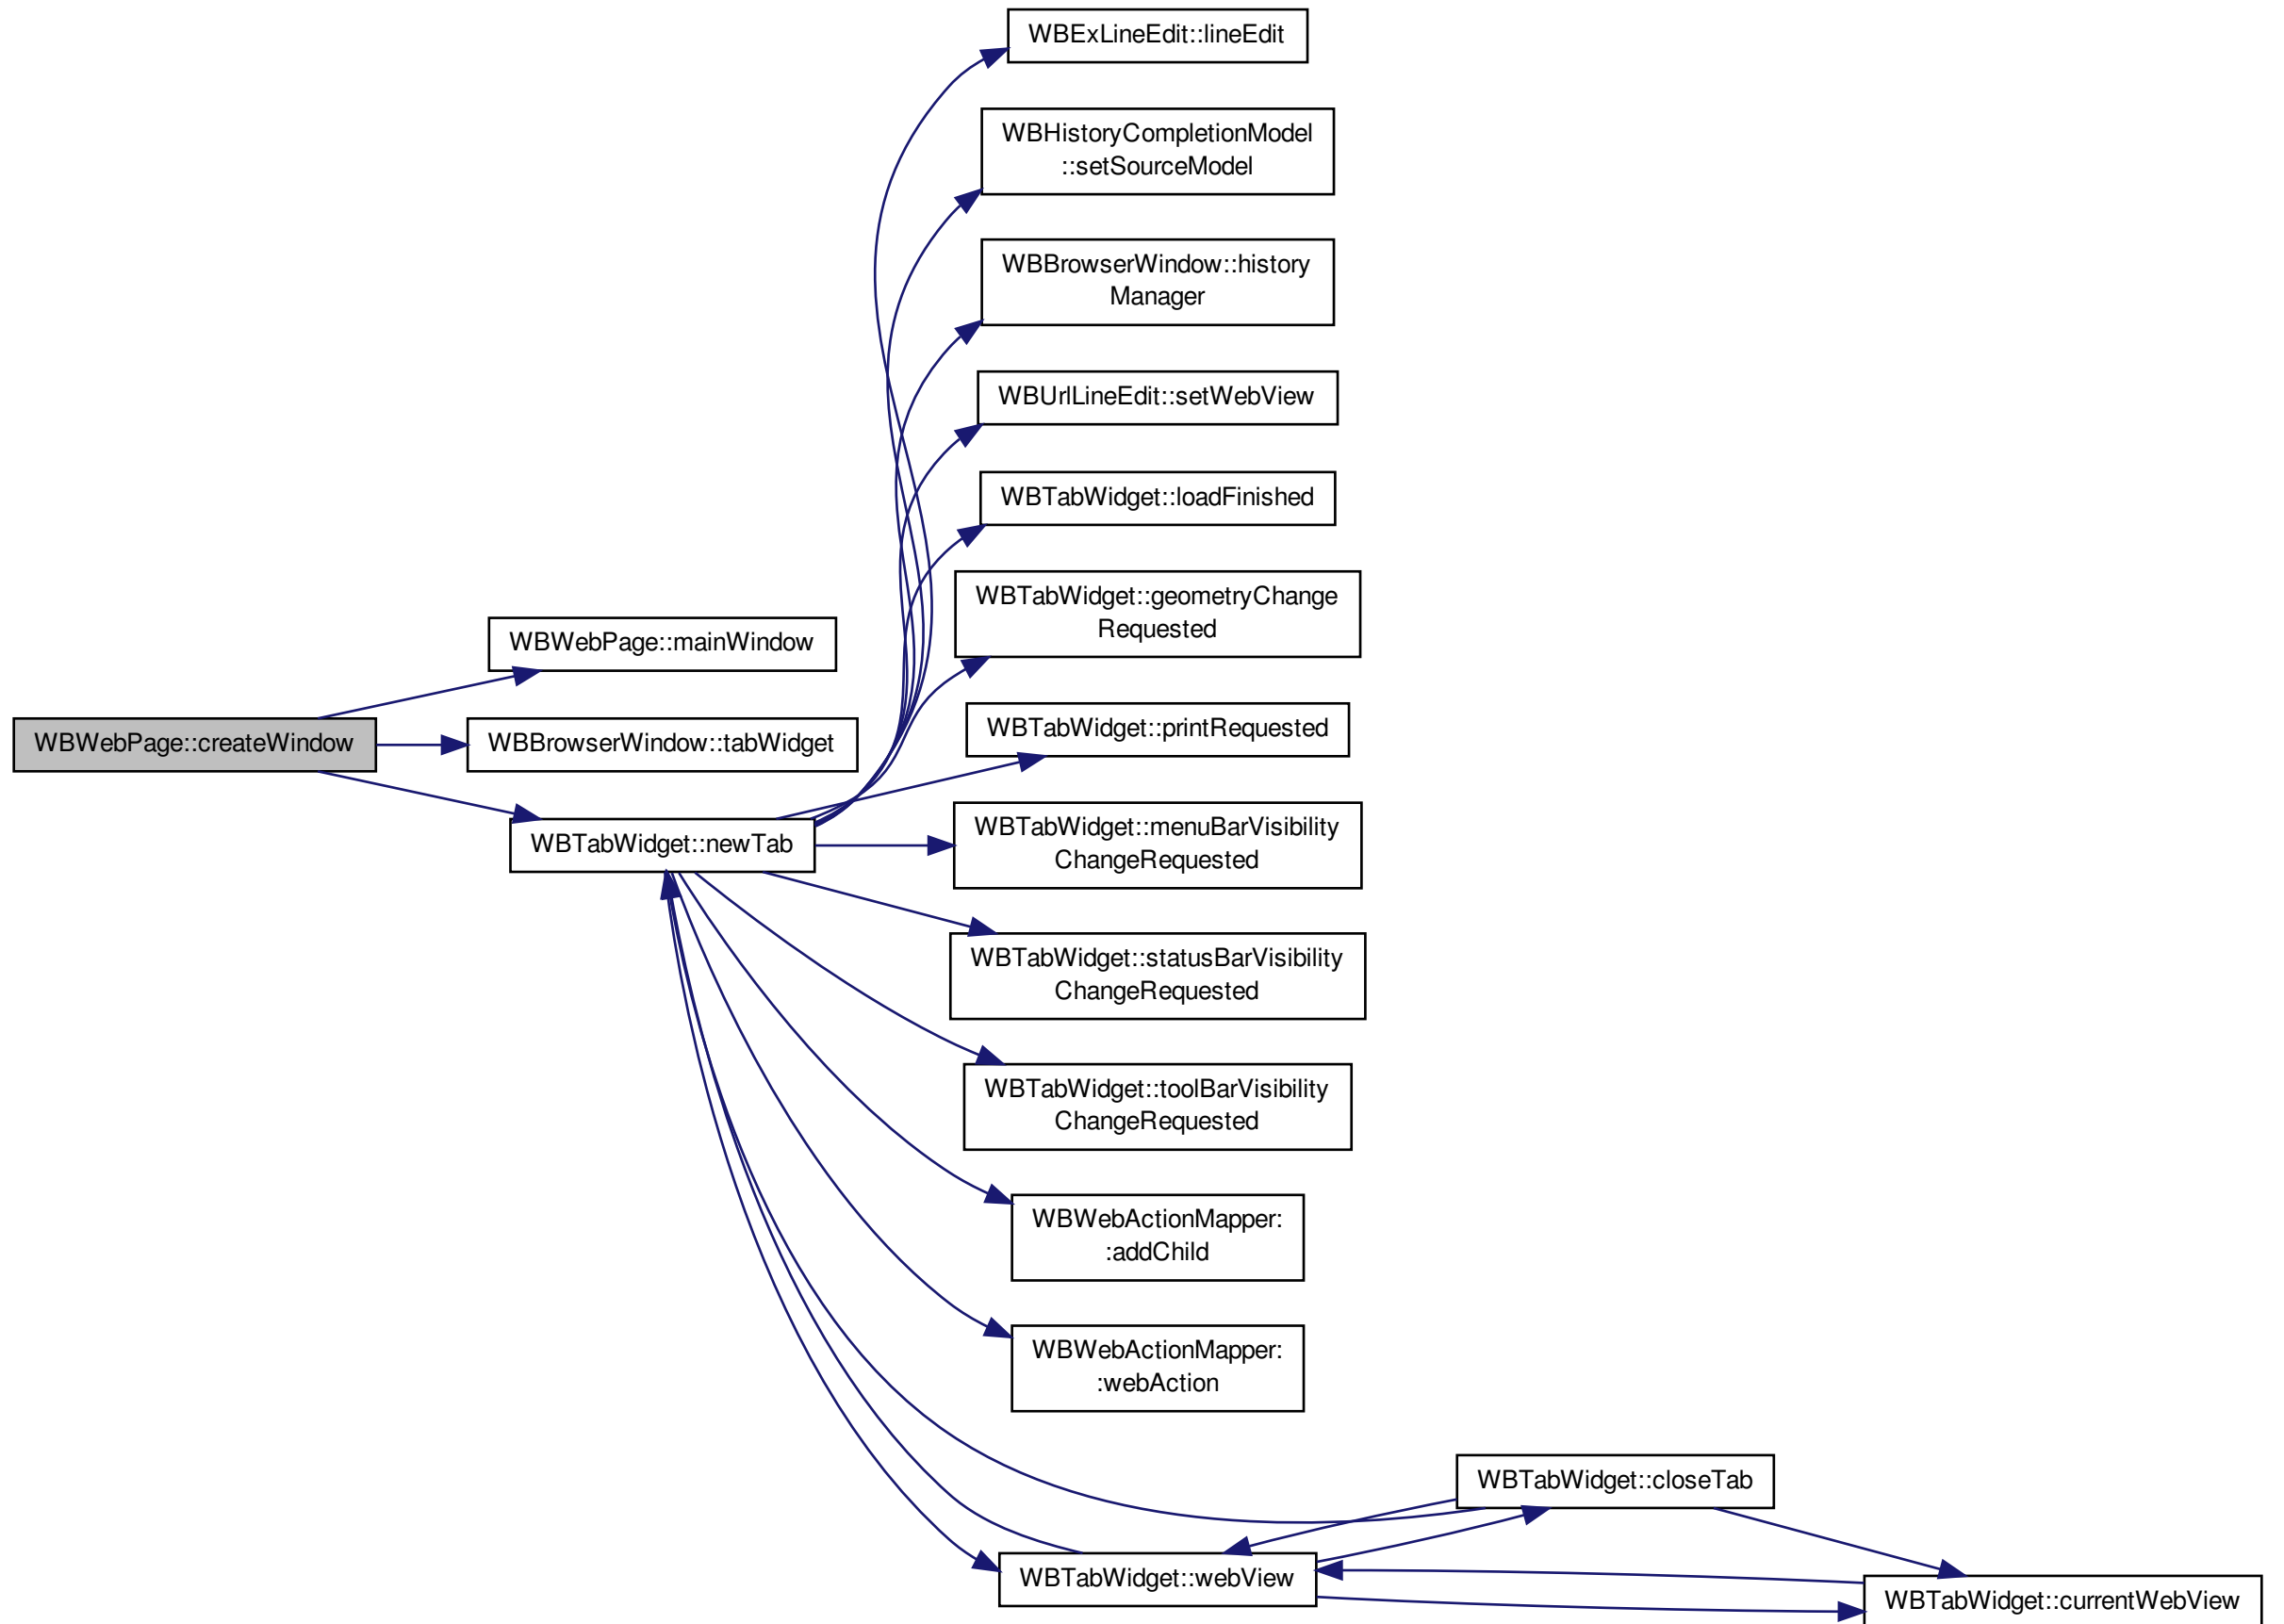 WBExLineEdit::lineEdit
WBHistoryCompletionModel
::setSourceModel
WBBrowserWindow::history
Manager
WBUrlLineEdit::setWebView
WBTabWidget::loadFinished
WBTabWidget::geometryChange
Requested
WBWebPage::mainWindow
WBTabWidget::printRequested
WBWebPage::createWindow
WBBrowserWindow::tabWidget
WBTabWidget::menuBarVisibility
ChangeRequested
WBTabWidget::newTab
WBTabWidget::statusBarVisibility
ChangeRequested
WBTabWidget::toolBarVisibility
ChangeRequested
WBWebActionMapper:
:addChild
WBWebActionMapper:
:webAction
WBTabWidget::closeTab
WBTabWidget::webView
WBTabWidget::currentWebView